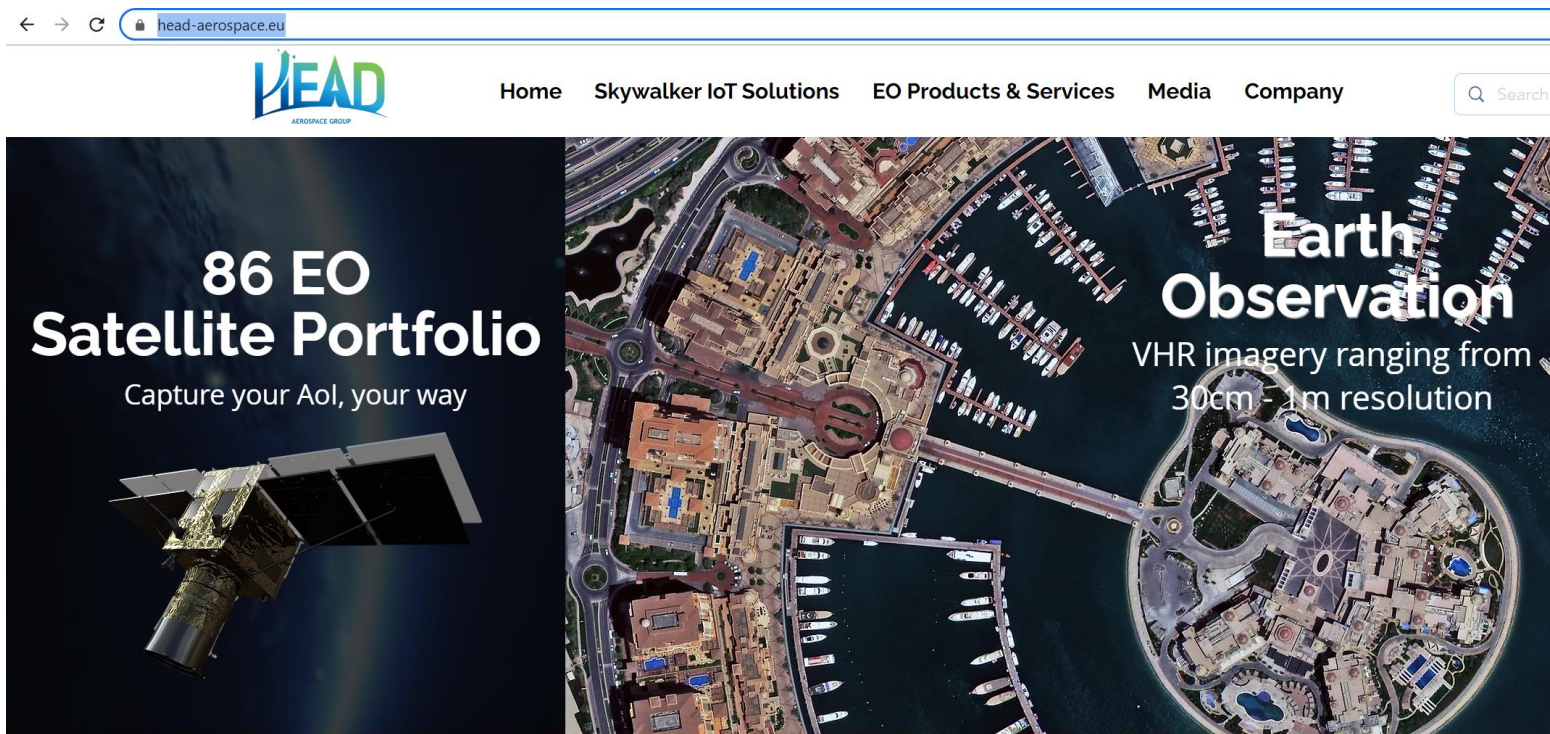 head-aerospace.eu
HEAD
AEROSPACE GROUP
Home Skywalker IoT Solutions EO Products & Services Media Company
Search
86 EO
Satellite Portfolio
Capture your AoI, your way
Earth
Observation
VHR imagery ranging from
30cm - 1m resolution